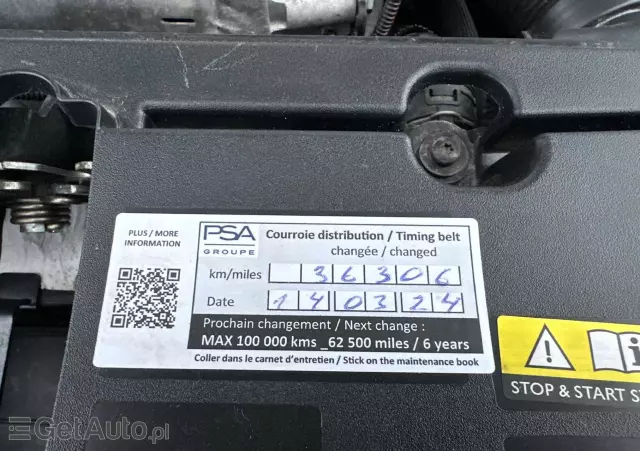 PLUS / MORE
INFORMATION
PSA
GROUPE
Courroie distribution / Timing belt
changée / changed
km/miles 36306
Date 140324
Prochain changement / Next change :
MAX 100 000 kms _62 500 miles / 6 years
Coller dans le carnet d'entretien / Stick on the maintenance book
STOP & START S
GetAuto.pl